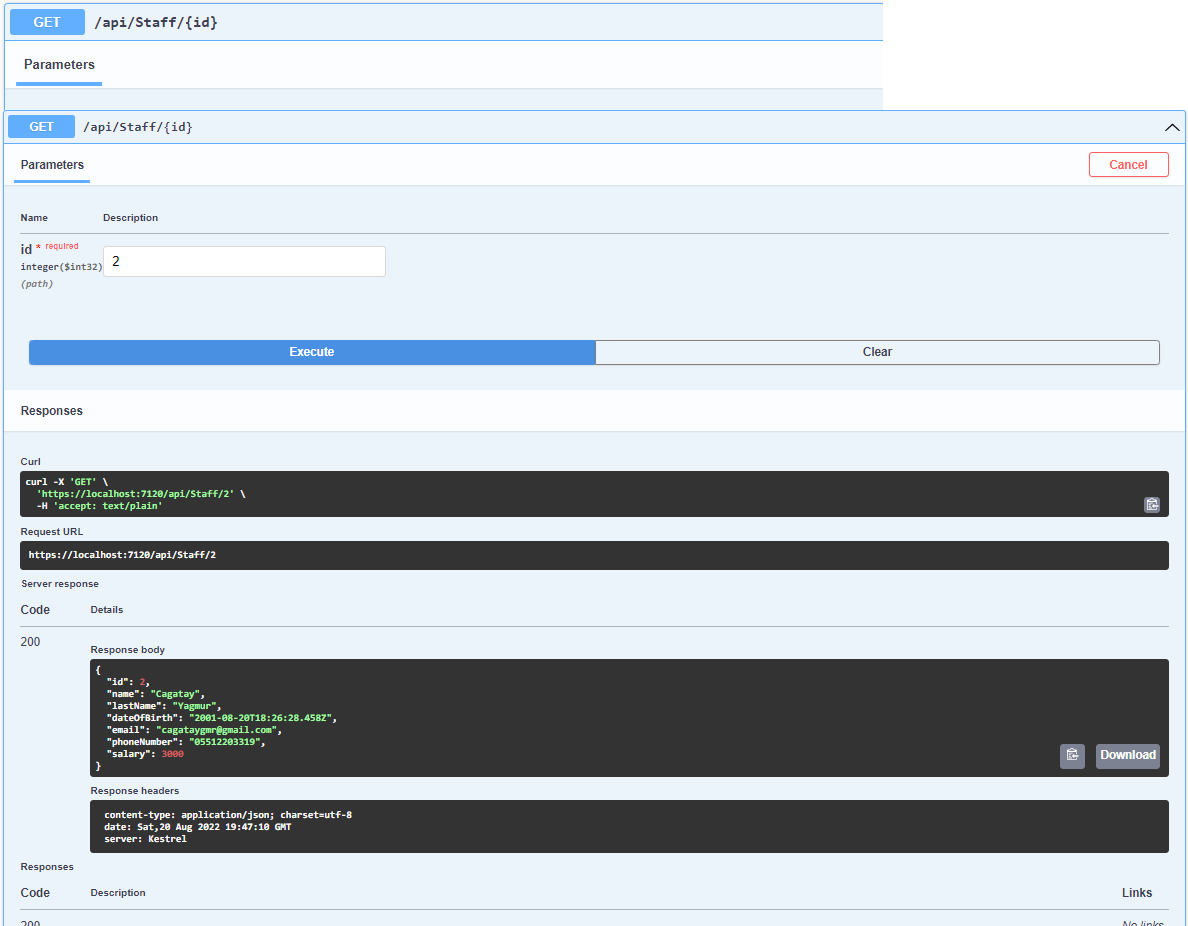 GET /api/Staff/{id}
Parameters
GET /api/Staff/{id}
Parameters Cancel
Name Description
id * required
integer($int32) 2
(path)
Execute Clear
Responses
Curl
curl -X 'GET' \
'https://localhost:7120/api/Staff/2' \
-H 'accept: text/plain'
Request URL
https://localhost:7120/api/Staff/2
Server response
Code Details
200
Response body
{
"id": 2,
"name": "Cagatay",
"lastName": "Yagmur",
"dateOfBirth": "2001-08-20T18:26:28.458Z",
"email": "cagataygmr@gmail.com",
"phoneNumber": "05512203319",
"salary": 3000
}
Download
Response headers
content-type: application/json; charset=utf-8
date: Sat,20 Aug 2022 19:47:10 GMT
server: Kestrel
Responses
Code Description Links
200 No links